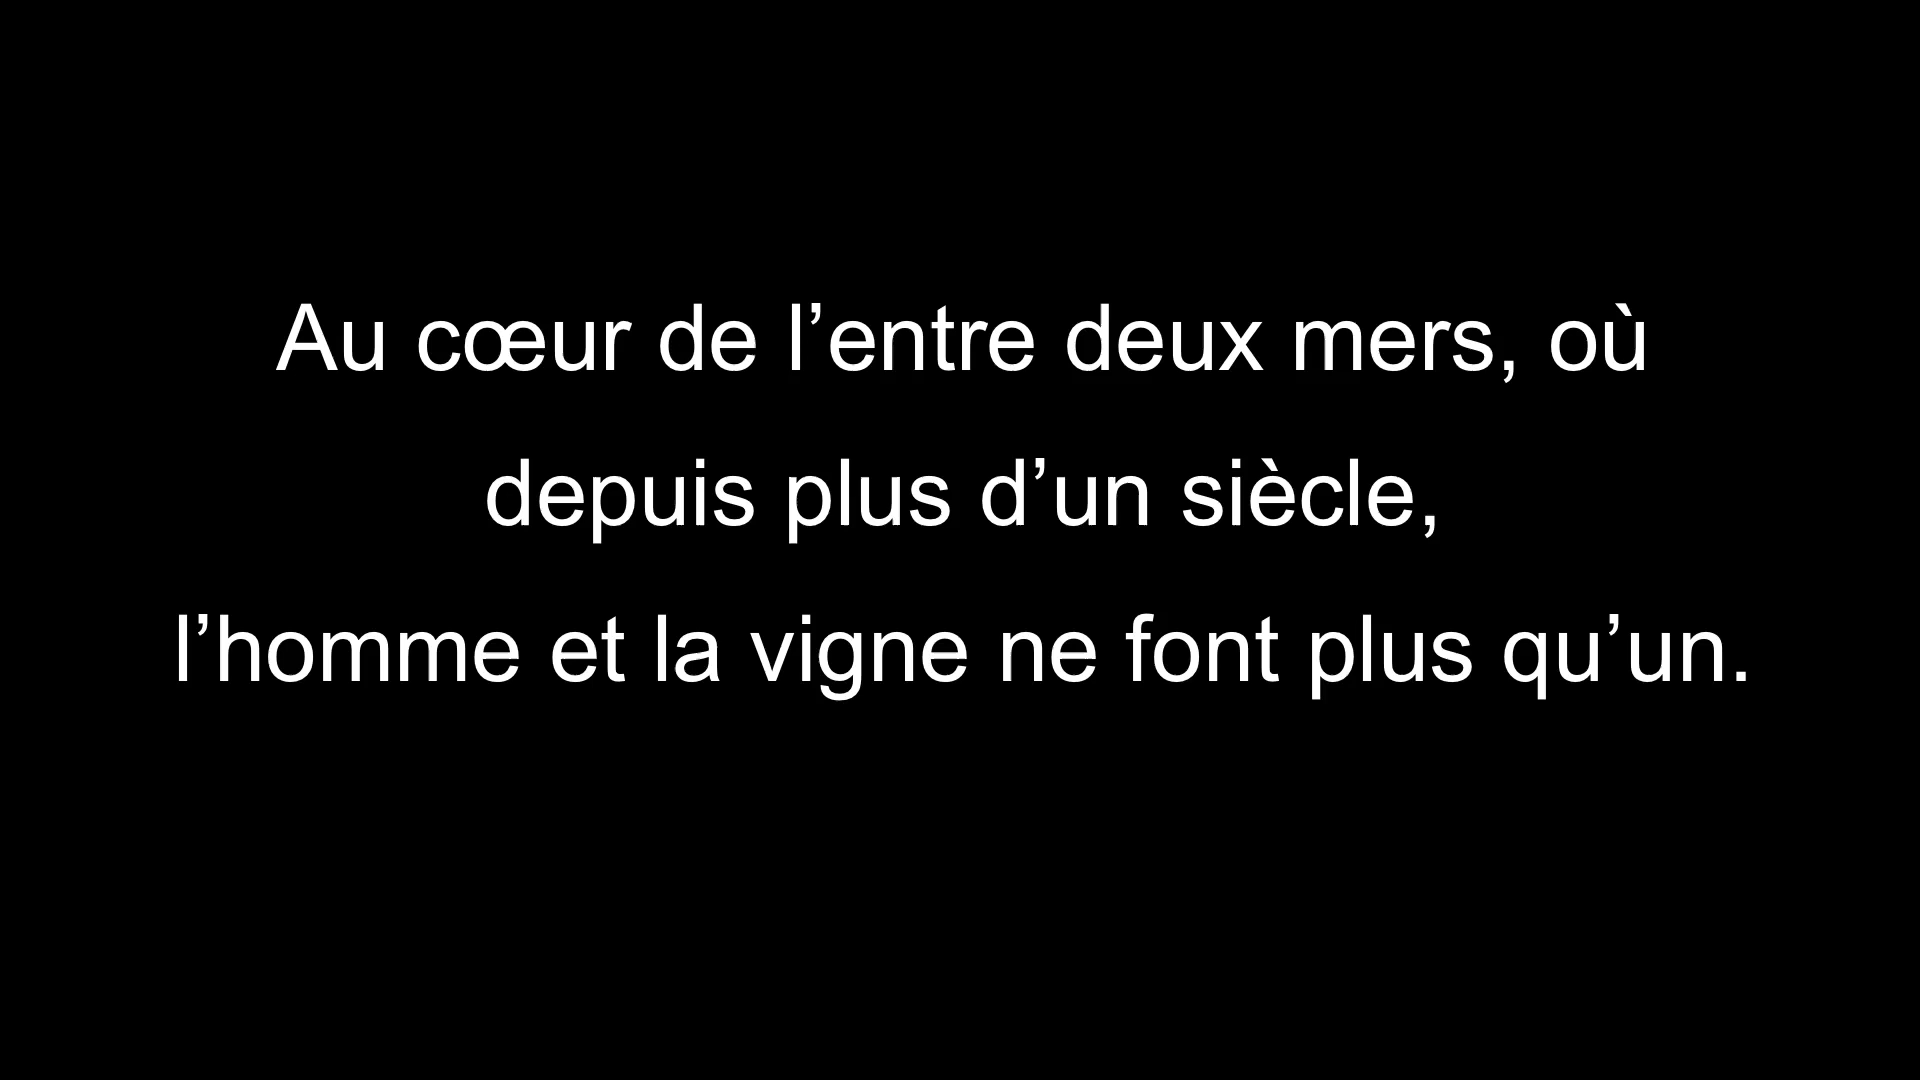 Au cœur de l’entre deux mers, où
depuis plus d’un siècle,
l’homme et la vigne ne font plus qu’un.